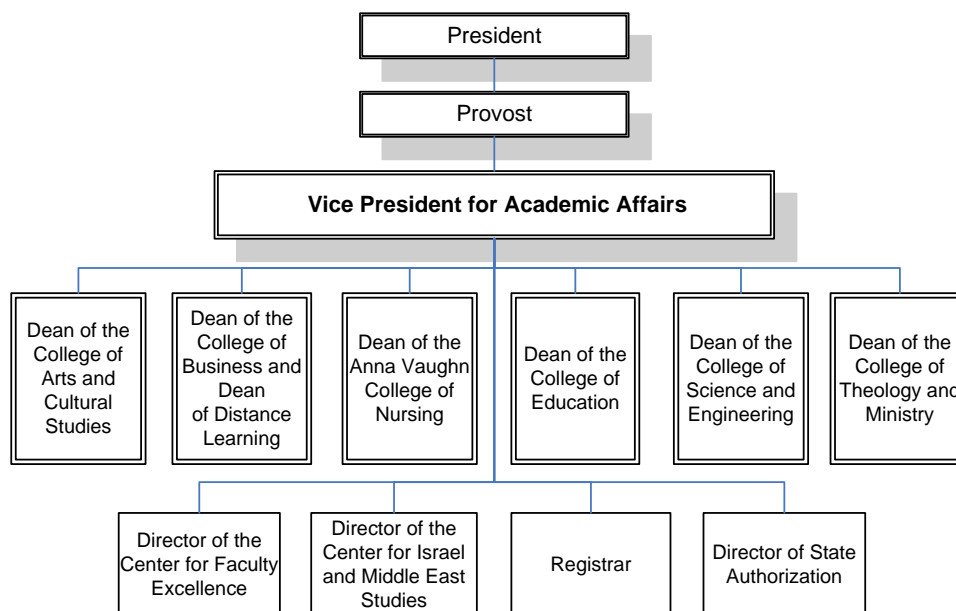 President
Provost
Vice President for Academic Affairs
Dean of the
College of
Arts and
Cultural
Studies
Dean of the
College of
Business and
Dean
of Distance
Learning
Dean of the
Anna Vaughn
College of
Nursing
Dean of the
College of
Education
Dean of the
College of
Science and
Engineering
Dean of the
College of
Theology and
Ministry
Director of the
Center for Faculty
Excellence
Director of the
Center for Israel
and Middle East
Studies
Registrar
Director of State
Authorization